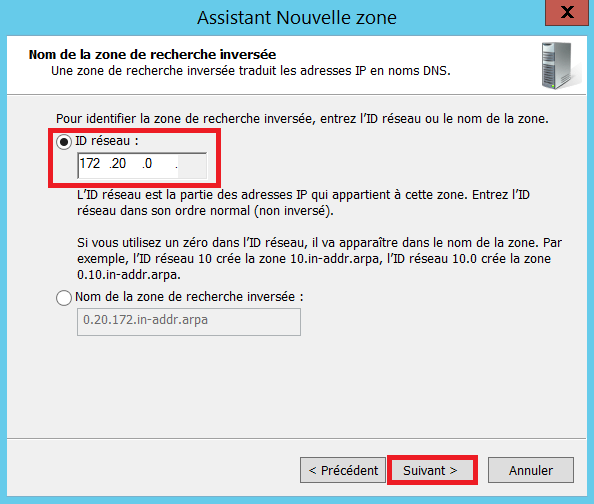 Assistant Nouvelle zone
X
Nom de la zone de recherche inversée
Une zone de recherche inversée traduit les adresses IP en noms DNS.
Pour identifier la zone de recherche inversée, entrez l'ID réseau ou le nom de la zone.
ID réseau :
172 .20 .0 .
L'ID réseau est la partie des adresses IP qui appartient à cette zone. Entrez l'ID
réseau dans son ordre normal (non inversé).
Si vous utilisez un zéro dans l'ID réseau, il va apparaître dans le nom de la zone. Par
exemple, l'ID réseau 10 crée la zone 10.in-addr.arpa, l'ID réseau 10.0 crée la zone
0.10.in-addr.arpa.
Nom de la zone de recherche inversée :
0.20.172.in-addr.arpa
< Précédent Suivant > Annuler